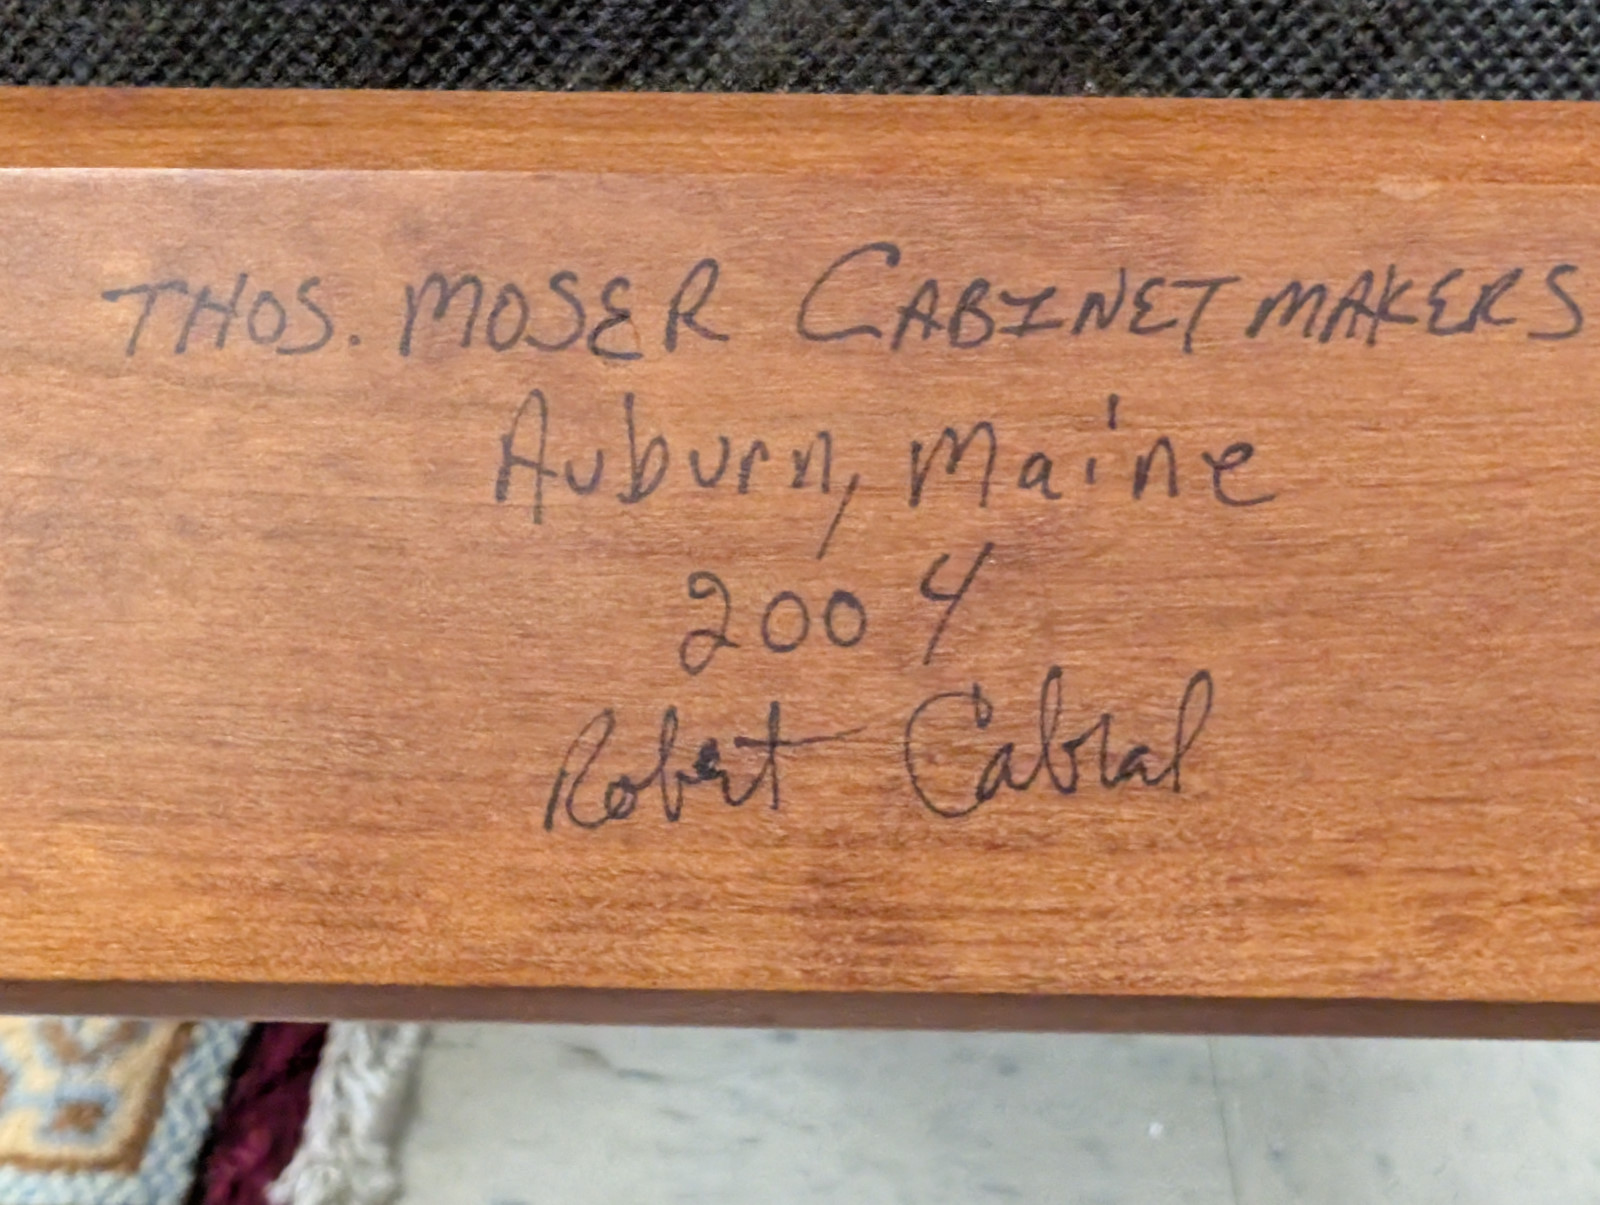 THOS. MOSER CABINETMAKERS
Auburn, Maine
2004
Robert Cabral